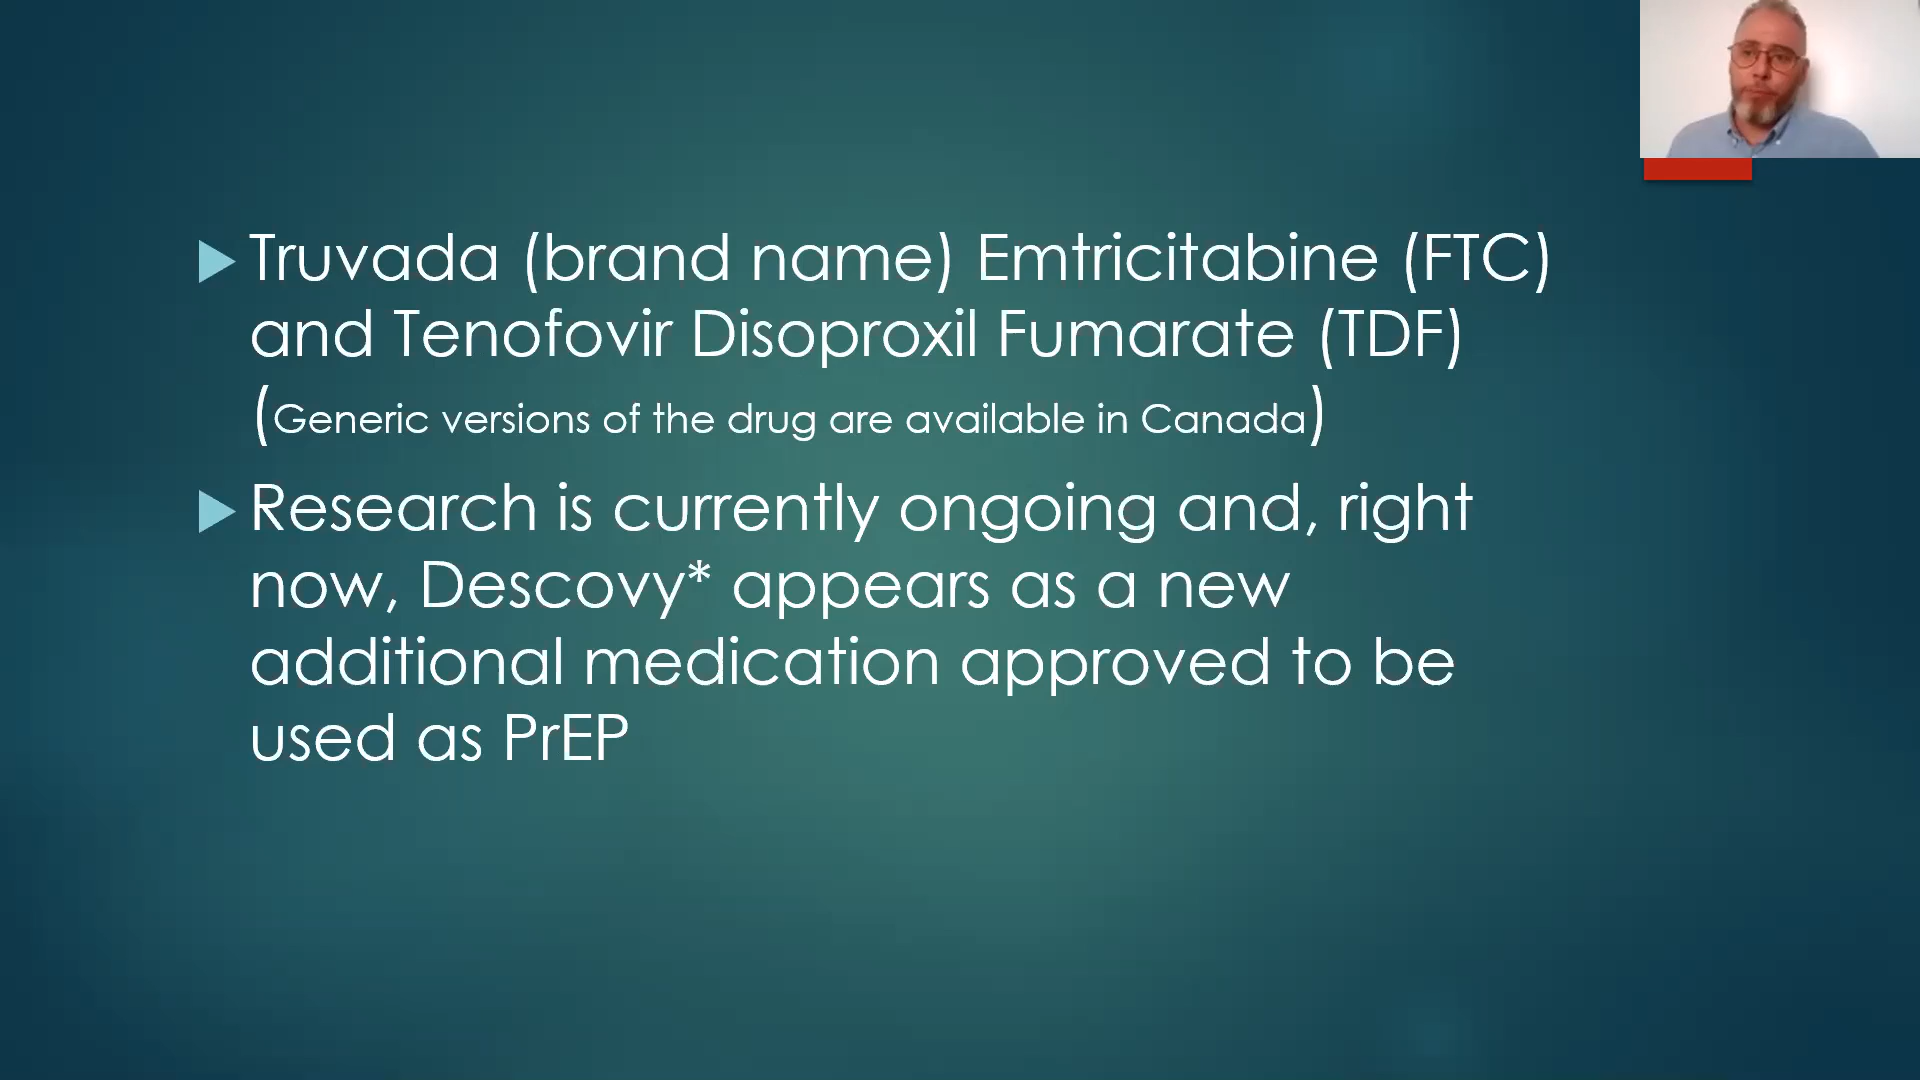 Truvada (brand name) Emtricitabine (FTC)
and Tenofovir Disoproxil Fumarate (TDF)
(Generic versions of the drug are available in Canada)
Research is currently ongoing and, right
now, Descovy* appears as a new
additional medication approved to be
used as PrEP